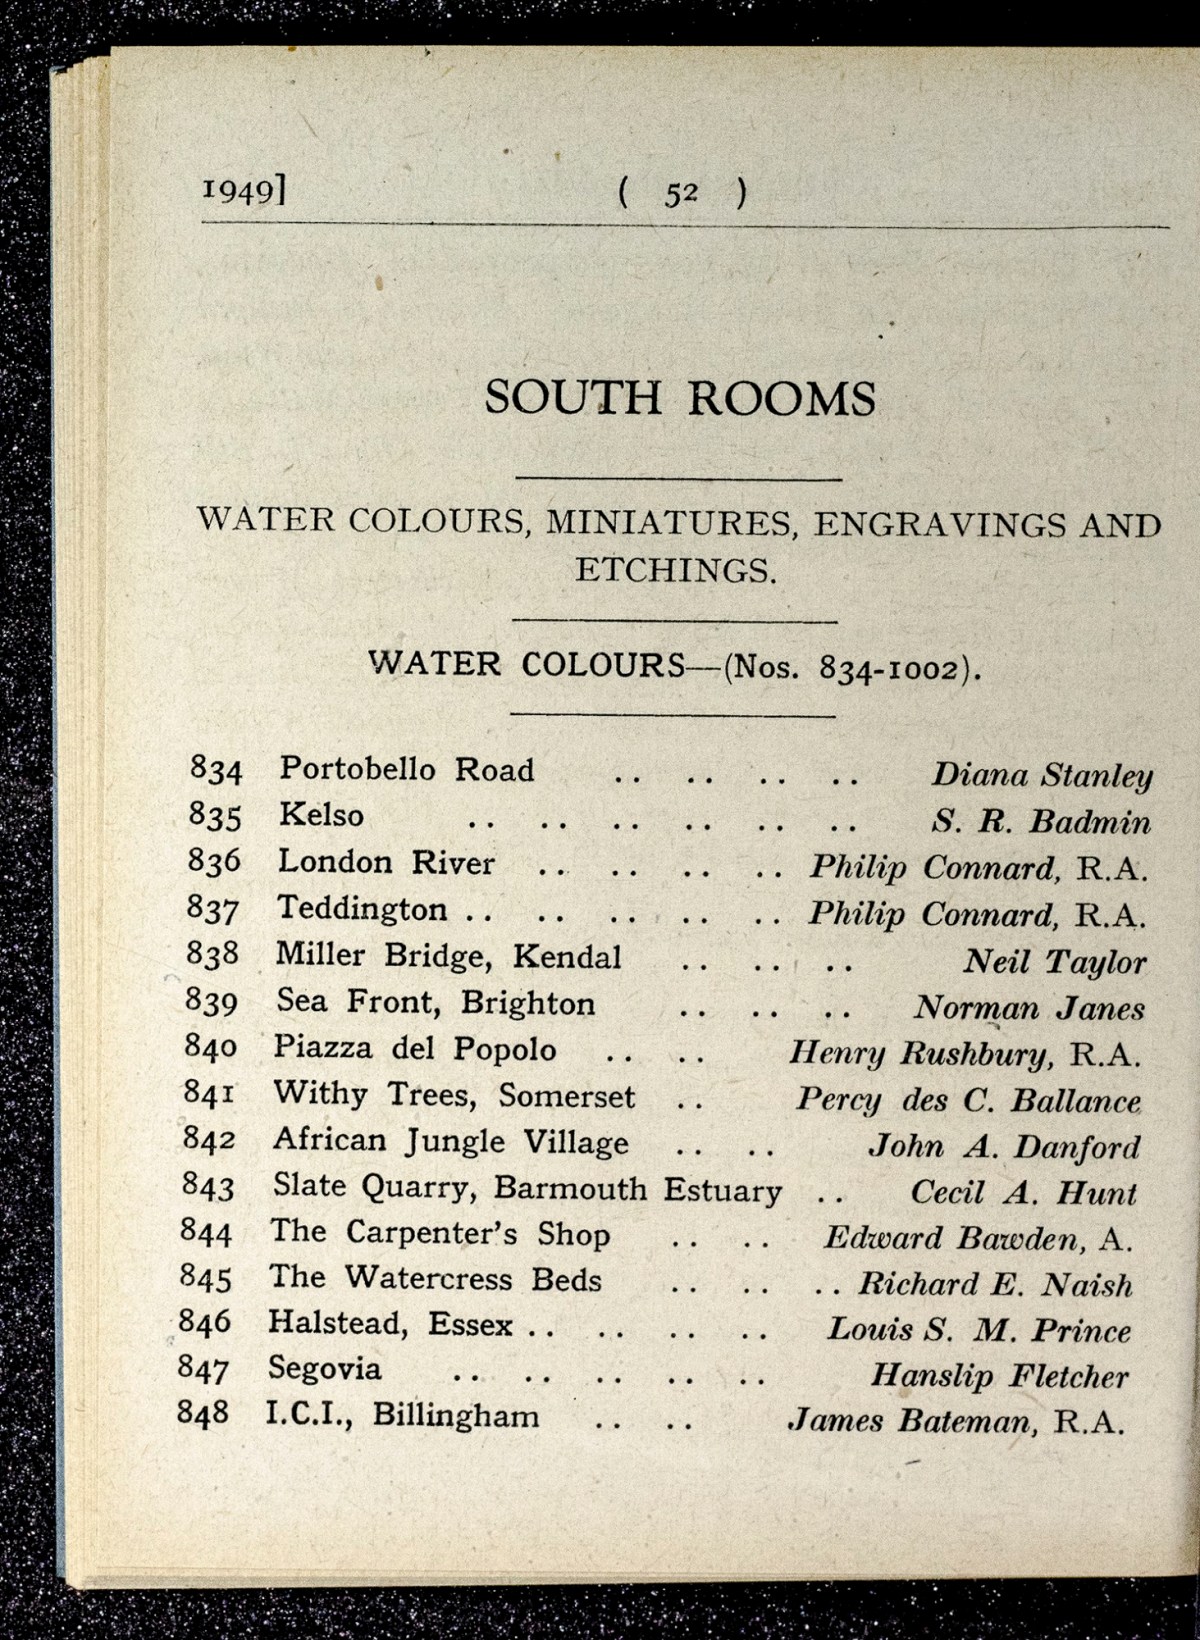 1949] ( 52 )
SOUTH ROOMS
WATER COLOURS, MINIATURES, ENGRAVINGS AND
ETCHINGS.
WATER COLOURS—(Nos. 834-1002).
834 Portobello Road .. .. .. .. Diana Stanley
835 Kelso .. .. .. .. .. .. S. R. Badmin
836 London River .. .. .. .. Philip Connard, R.A.
837 Teddington .. .. .. .. .. Philip Connard, R.A.
838 Miller Bridge, Kendal .. .. .. Neil Taylor
839 Sea Front, Brighton .. .. .. Norman Janes
840 Piazza del Popolo .. .. Henry Rushbury, R.A.
841 Withy Trees, Somerset .. Percy des C. Ballance
842 African Jungle Village .. .. John A. Danford
843 Slate Quarry, Barmouth Estuary .. Cecil A. Hunt
844 The Carpenter's Shop .. .. Edward Bawden, A.
845 The Watercress Beds .. .. .. Richard E. Naish
846 Halstead, Essex .. .. .. .. Louis S. M. Prince
847 Segovia .. .. .. .. .. Hanslip Fletcher
848 I.C.I., Billingham .. .. James Bateman, R.A.